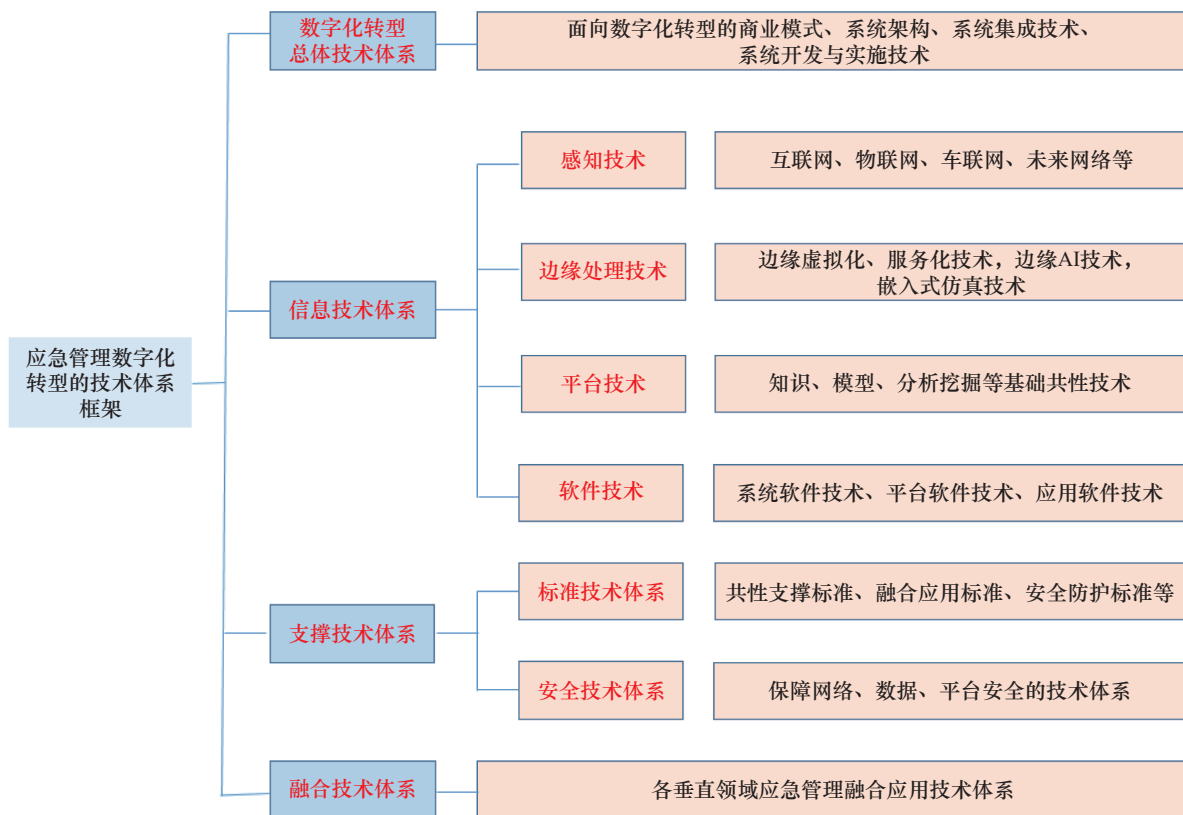 应急管理数字化
转型的技术体系
框架
数字化转型
总体技术体系
面向数字化转型的商业模式、系统架构、系统集成技术、
系统开发与实施技术
信息技术体系
感知技术
互联网、物联网、车联网、未来网络等
边缘处理技术
边缘虚拟化、服务化技术，边缘AI技术，
嵌入式仿真技术
平台技术
知识、模型、分析挖掘等基础共性技术
软件技术
系统软件技术、平台软件技术、应用软件技术
支撑技术体系
标准技术体系
共性支撑标准、融合应用标准、安全防护标准等
安全技术体系
保障网络、数据、平台安全的技术体系
融合技术体系
各垂直领域应急管理融合应用技术体系